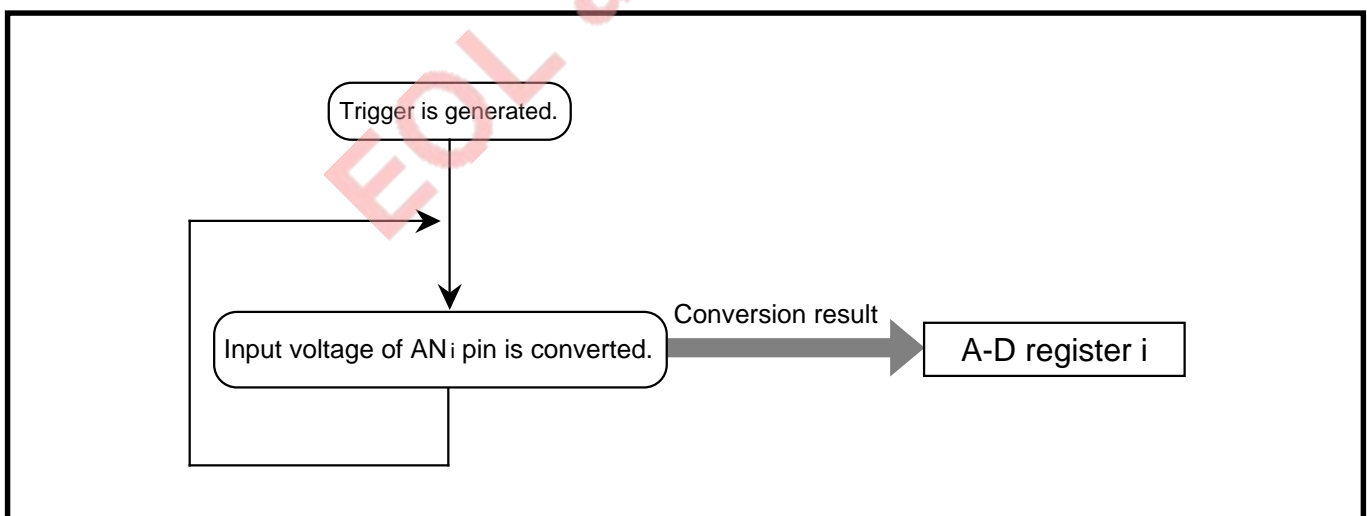 EOL a
Trigger is generated.
Conversion result
Input voltage of ANi pin is converted.
A-D register i